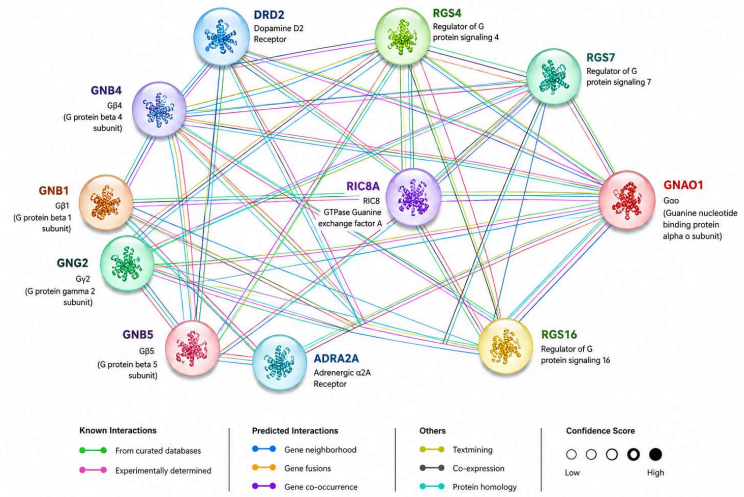 DRD2
Dopamine D2
Receptor
RGS4
Regulator of G
protein signaling 4
RGS7
Regulator of G
protein signaling 7
GNB4
Gβ4
(G protein beta 4
subunit)
GNB1
Gβ1
(G protein beta 1
subunit)
RIC8A
RIC8
GTPase Guanine
exchange factor A
GNAO1
Gαo
(Guanine nucleotide
binding protein
alpha o subunit)
GNG2
Gγ2
(G protein gamma 2
subunit)
GNB5
Gβ5
(G protein beta 5
subunit)
ADRA2A
Adrenergic α2A
Receptor
RGS16
Regulator of G
protein signaling 16
Known Interactions
From curated databases
Experimentally determined
Predicted Interactions
Gene neighborhood
Gene fusions
Gene co-occurrence
Others
Textmining
Co-expression
Protein homology
Confidence Score
Low
High